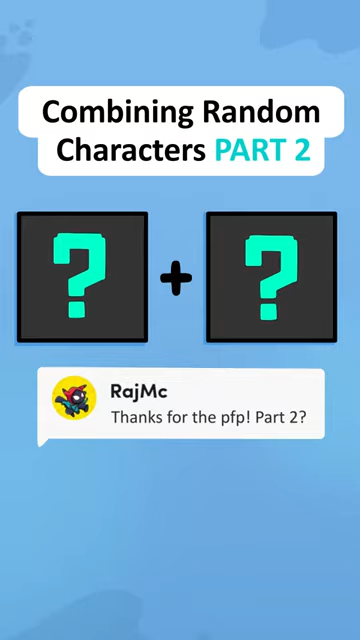 Combining Random
Characters PART 2
? + ?
RajMc
Thanks for the pfp! Part 2?